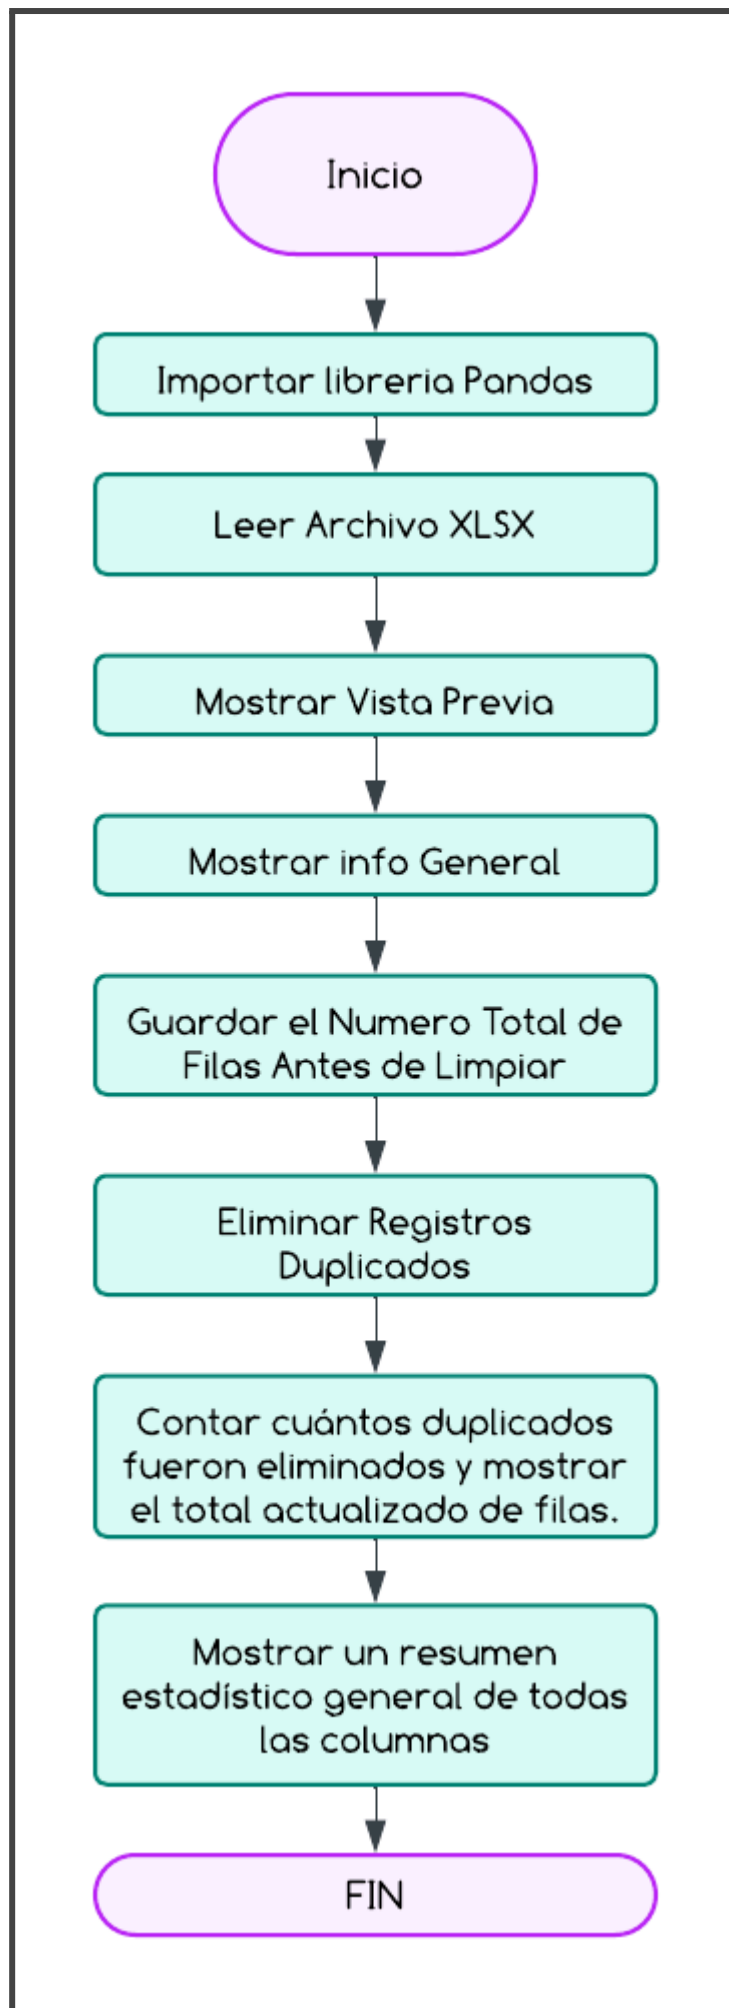 Inicio
Importar libreria Pandas
Leer Archivo XLSX
Mostrar Vista Previa
Mostrar info General
Guardar el Numero Total de
Filas Antes de Limpiar
Eliminar Registros
Duplicados
Contar cuántos duplicados
fueron eliminados y mostrar
el total actualizado de filas.
Mostrar un resumen
estadístico general de todas
las columnas
FIN